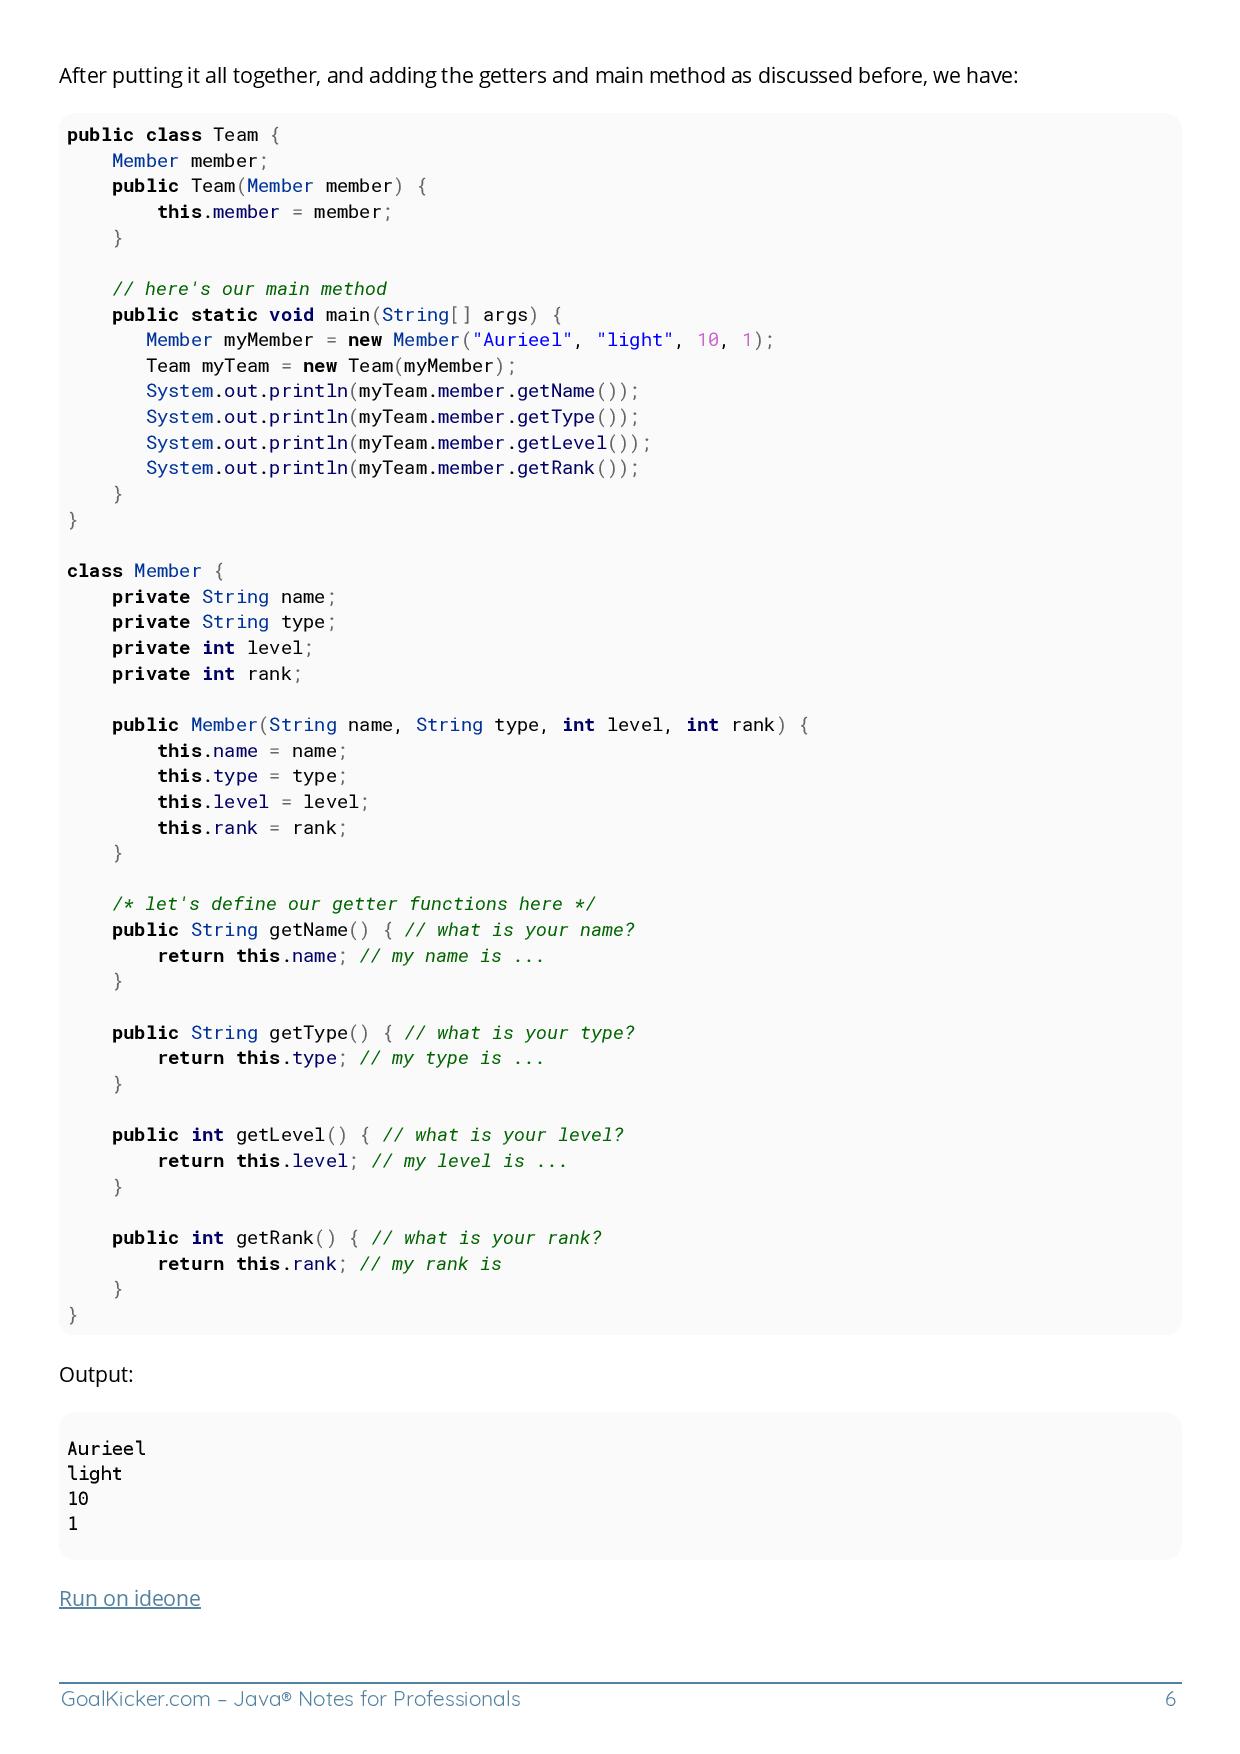 After putting it all together, and adding the getters and main method as discussed before, we have:
public class Team {
    Member member;
    public Team(Member member) {
        this.member = member;
    }

    // here's our main method
    public static void main(String[] args) {
       Member myMember = new Member("Aurieel", "light", 10, 1);
       Team myTeam = new Team(myMember);
       System.out.println(myTeam.member.getName());
       System.out.println(myTeam.member.getType());
       System.out.println(myTeam.member.getLevel());
       System.out.println(myTeam.member.getRank());
    }
}

class Member {
    private String name;
    private String type;
    private int level;
    private int rank;

    public Member(String name, String type, int level, int rank) {
        this.name = name;
        this.type = type;
        this.level = level;
        this.rank = rank;
    }

    /* let's define our getter functions here */
    public String getName() { // what is your name?
        return this.name; // my name is ...
    }

    public String getType() { // what is your type?
        return this.type; // my type is ...
    }

    public int getLevel() { // what is your level?
        return this.level; // my level is ...
    }

    public int getRank() { // what is your rank?
        return this.rank; // my rank is
    }
}
Output:
Aurieel
light
10
1
Run on ideone
GoalKicker.com – Java® Notes for Professionals 6